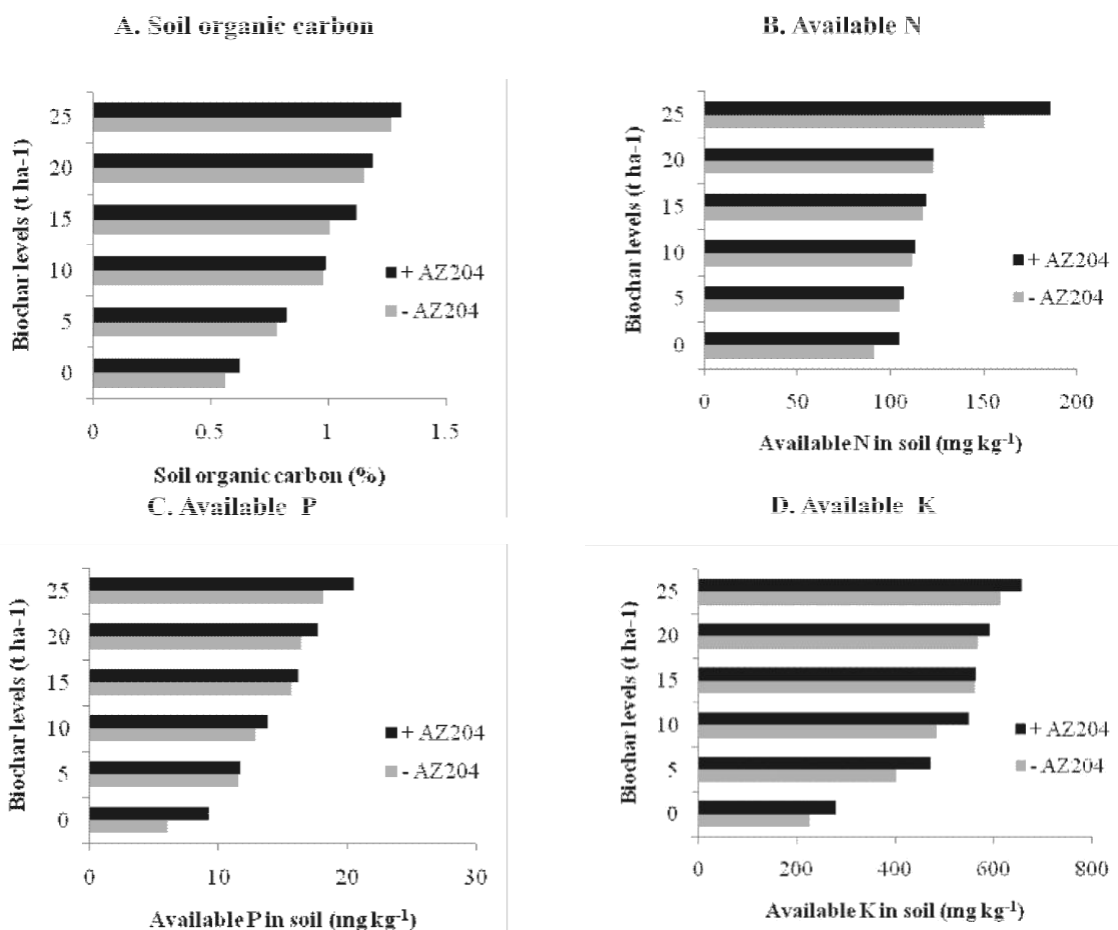 A. Soil organic carbon
Biochar levels (t ha-1)
25
20
15
10
5
0
+ AZ204
- AZ204
0 0.5 1 1.5
Soil organic carbon (%)
B. Available N
Biochar levels (t ha-1)
25
20
15
10
5
0
+ AZ204
- AZ204
0 50 100 150 200
Available N in soil (mg kg-1)
C. Available P
Biochar levels (t ha-1)
25
20
15
10
5
0
+ AZ204
- AZ204
0 10 20 30
Available P in soil (mg kg-1)
D. Available K
Biochar levels (t ha-1)
25
20
15
10
5
0
+ AZ204
- AZ204
0 200 400 600 800
Available K in soil (mg kg-1)